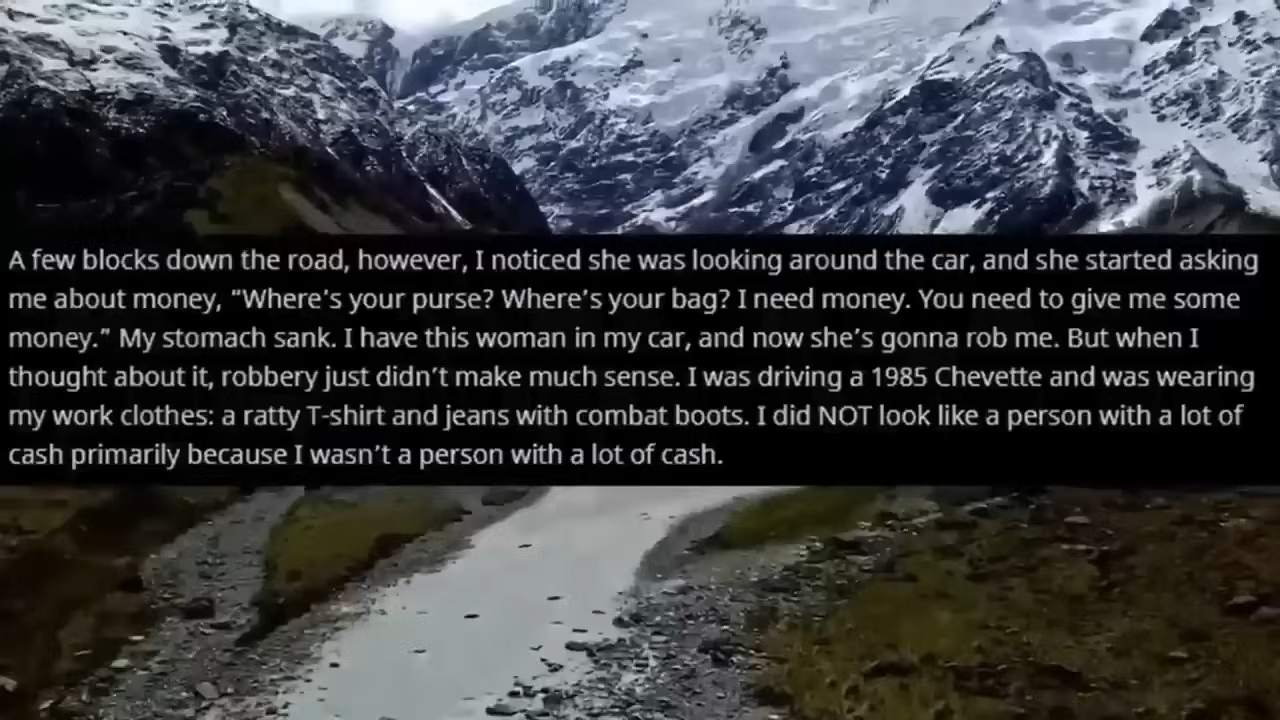 A few blocks down the road, however, I noticed she was looking around the car, and she started asking
me about money, “Where’s your purse? Where’s your bag? I need money. You need to give me some
money.” My stomach sank. I have this woman in my car, and now she’s gonna rob me. But when I
thought about it, robbery just didn’t make much sense. I was driving a 1985 Chevette and was wearing
my work clothes: a ratty T-shirt and jeans with combat boots. I did NOT look like a person with a lot of
cash primarily because I wasn’t a person with a lot of cash.